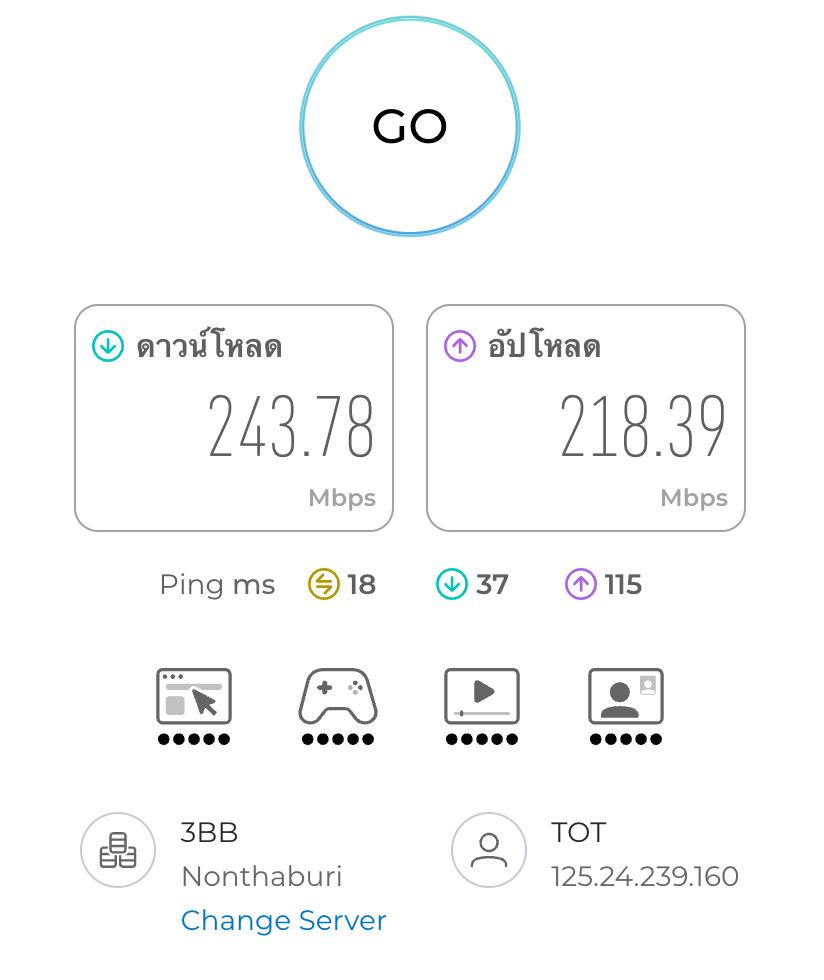 GO
ดาวน์โหลด
243.78
Mbps
อัปโหลด
218.39
Mbps
Ping ms 18 37 115
3BB
Nonthaburi
Change Server
TOT
125.24.239.160